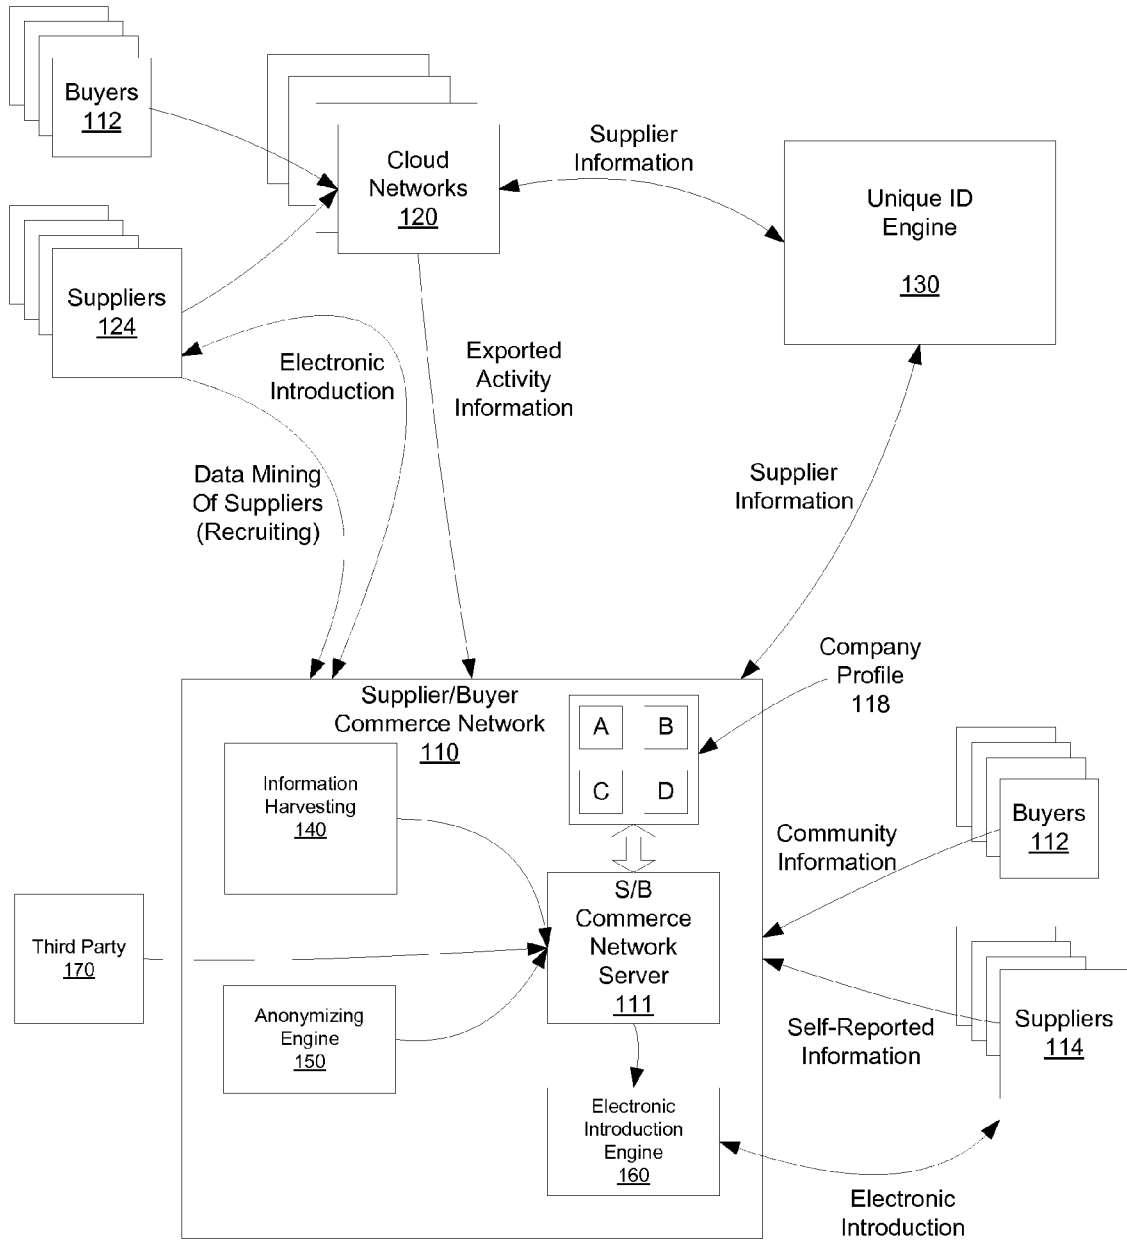 Buyers
112
Cloud
Networks
120
Supplier
Information
Unique ID
Engine
130
Suppliers
124
Electronic
Introduction
Exported
Activity
Information
Data Mining
Of Suppliers
(Recruiting)
Supplier
Information
Company
Profile
118
Supplier/Buyer
Commerce Network
110
A
B
C
D
Information
Harvesting
140
Buyers
112
Community
Information
S/B
Commerce
Network
Server
111
Third Party
170
Anonymizing
Engine
150
Suppliers
114
Self-Reported
Information
Electronic
Introduction
Engine
160
Electronic
Introduction